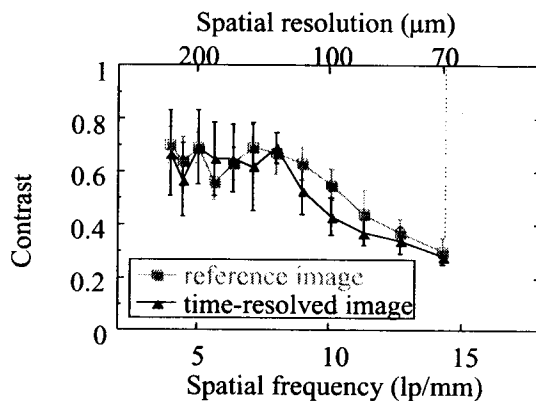 Spatial resolution (μm)
200 100 70
1
0.8
0.6
0.4
0.2
0
Contrast
reference image
time-resolved image
5 10 15
Spatial frequency (lp/mm)